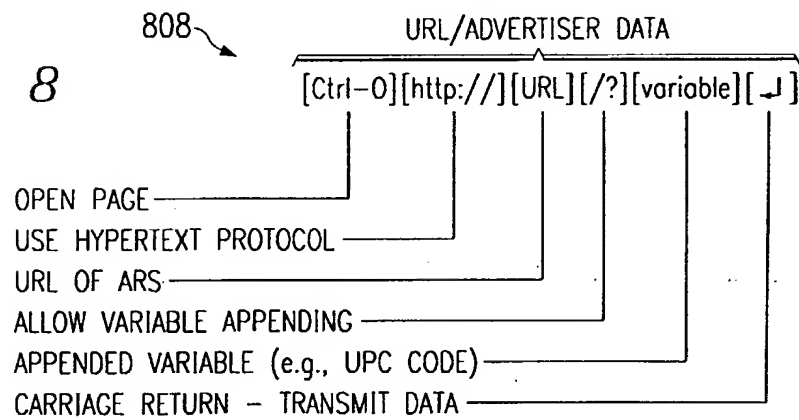 808
URL/ADVERTISER DATA
8
[Ctrl-O][http://][URL][/?][variable][↵]
OPEN PAGE
USE HYPERTEXT PROTOCOL
URL OF ARS
ALLOW VARIABLE APPENDING
APPENDED VARIABLE (e.g., UPC CODE)
CARRIAGE RETURN – TRANSMIT DATA